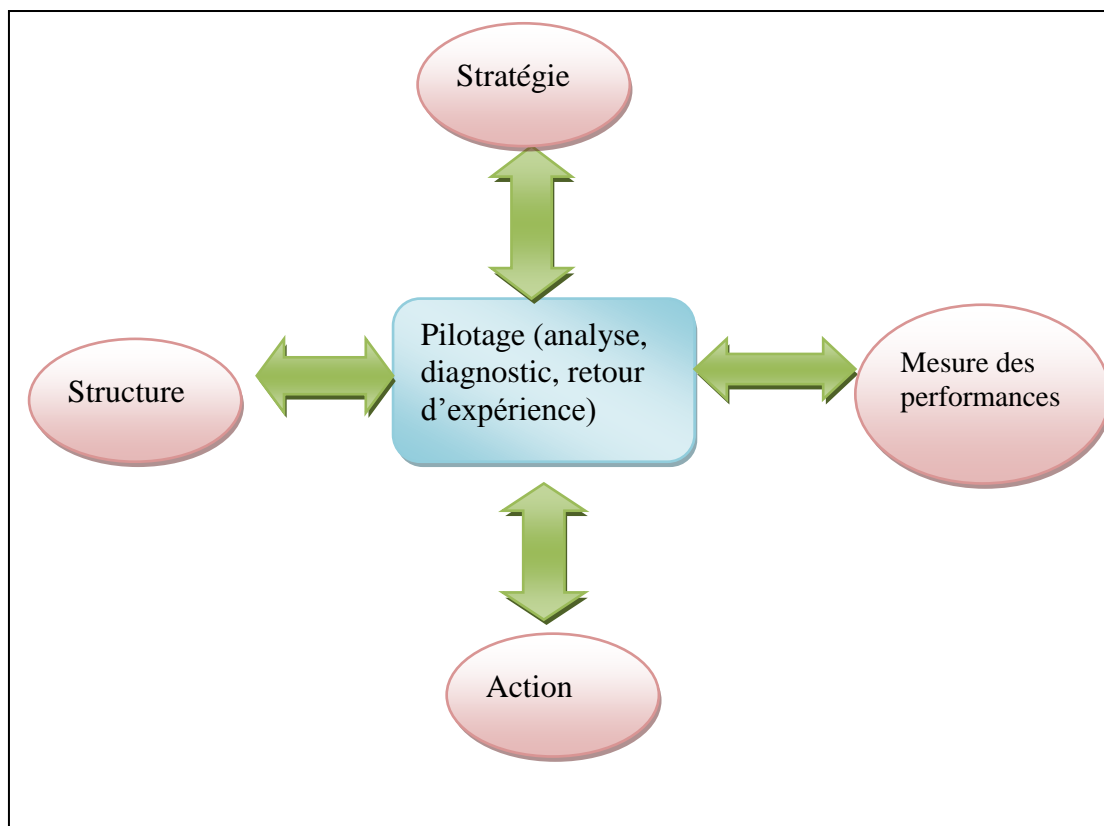 Stratégie
Pilotage (analyse,
diagnostic, retour
d’expérience)
Structure
Mesure des
performances
Action